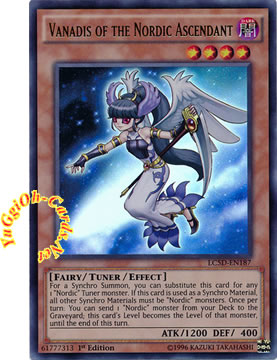 VANADIS OF THE NORDIC ASCENDANT
DARK
LC5D-EN187
[FAIRY/ TUNER / EFFECT]
For a Synchro Summon, you can substitute this card for any
1 "Nordic" Tuner monster. If this card is used as a Synchro Material,
all other Synchro Materials must be "Nordic" monsters. Once per
turn: You can send 1 "Nordic" monster from your Deck to the
Graveyard; this card's Level becomes the Level of that monster,
until the end of this turn.
ATK/1200 DEF/ 400
61777313 1st Edition ©1996 KAZUKI TAKAHASHI
YuGgiOh-Cards.Net